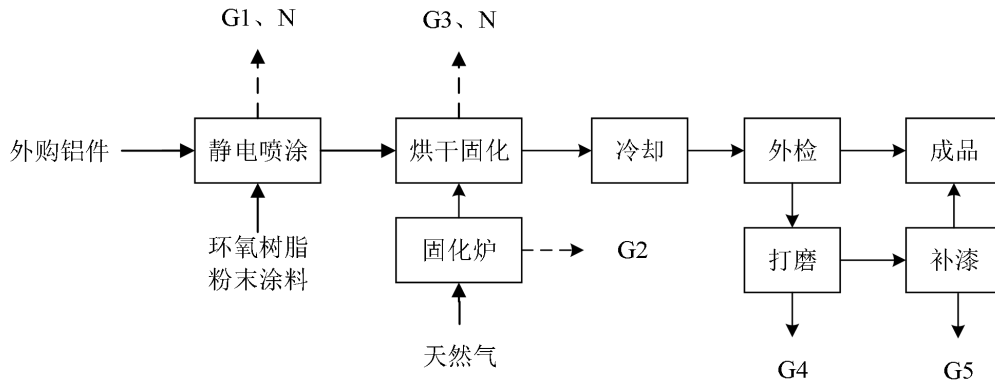 G1、N
G3、N
外购铝件
静电喷涂
烘干固化
冷却
外检
成品
环氧树脂
粉末涂料
固化炉
G2
打磨
补漆
天然气
G4
G5